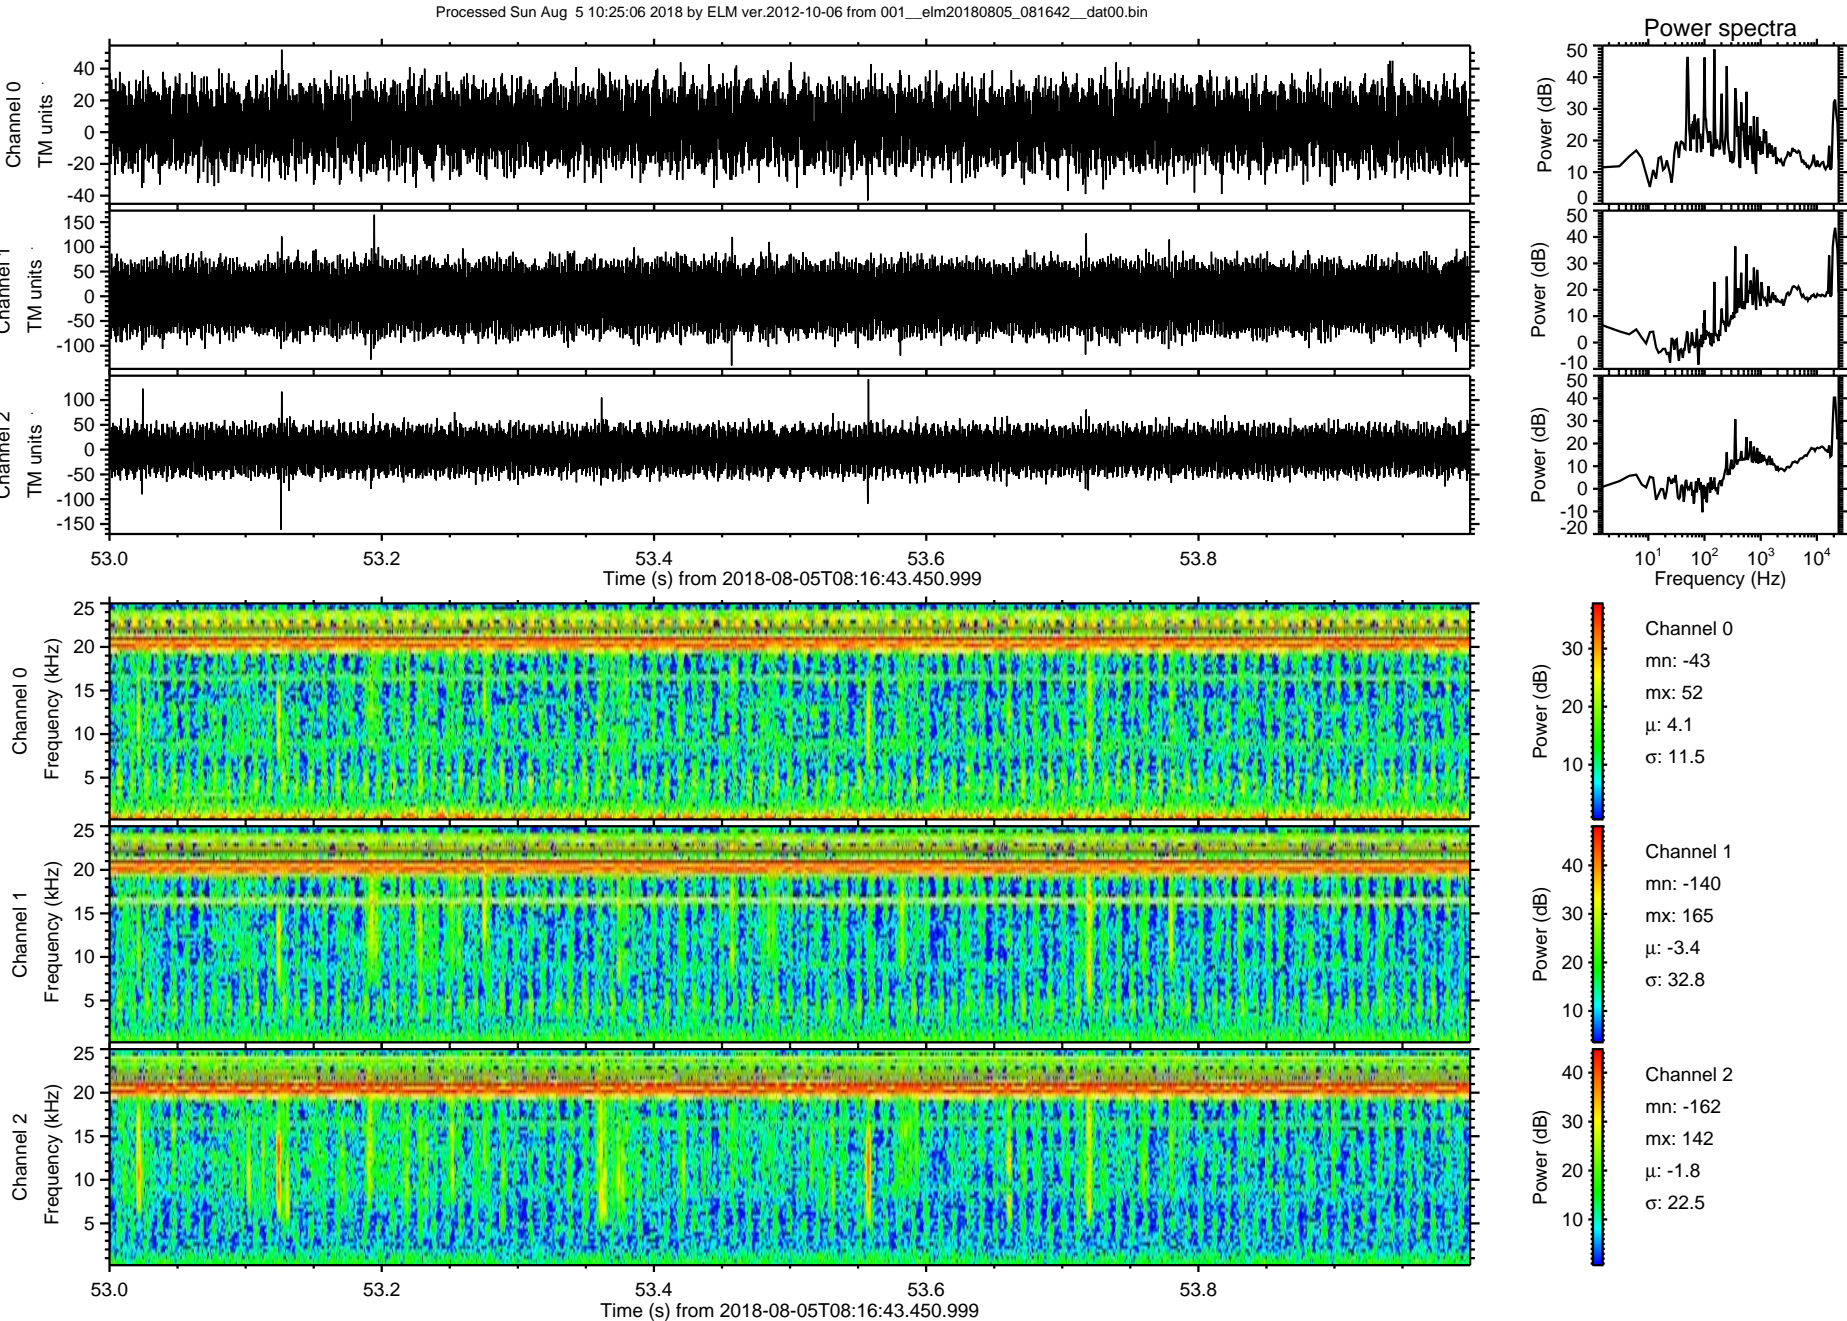 Processed Sun Aug 5 10:25:06 2018 by ELM ver.2012-10-06 from 001__elm20180805_081642__dat00.bin
Power spectra
Channel 0
TM units
40
20
0
-20
-40
Power (dB)
50
40
30
20
10
0
Channel 1
TM units
150
100
50
0
-50
-100
Power (dB)
50
40
30
20
10
0
-10
Channel 2
TM units
100
50
0
-50
-100
-150
Power (dB)
50
40
30
20
10
0
-10
-20
53.0 53.2 53.4 53.6 53.8
Time (s) from 2018-08-05T08:16:43.450.999
10¹ 10² 10³ 10⁴
Frequency (Hz)
Channel 0
Frequency (kHz)
25
20
15
10
5
Power (dB)
30
20
10
Channel 0
mn: -43
mx: 52
μ: 4.1
σ: 11.5
Channel 1
Frequency (kHz)
25
20
15
10
5
Power (dB)
40
30
20
10
Channel 1
mn: -140
mx: 165
μ: -3.4
σ: 32.8
Channel 2
Frequency (kHz)
25
20
15
10
5
Power (dB)
40
30
20
10
Channel 2
mn: -162
mx: 142
μ: -1.8
σ: 22.5
53.0 53.2 53.4 53.6 53.8
Time (s) from 2018-08-05T08:16:43.450.999